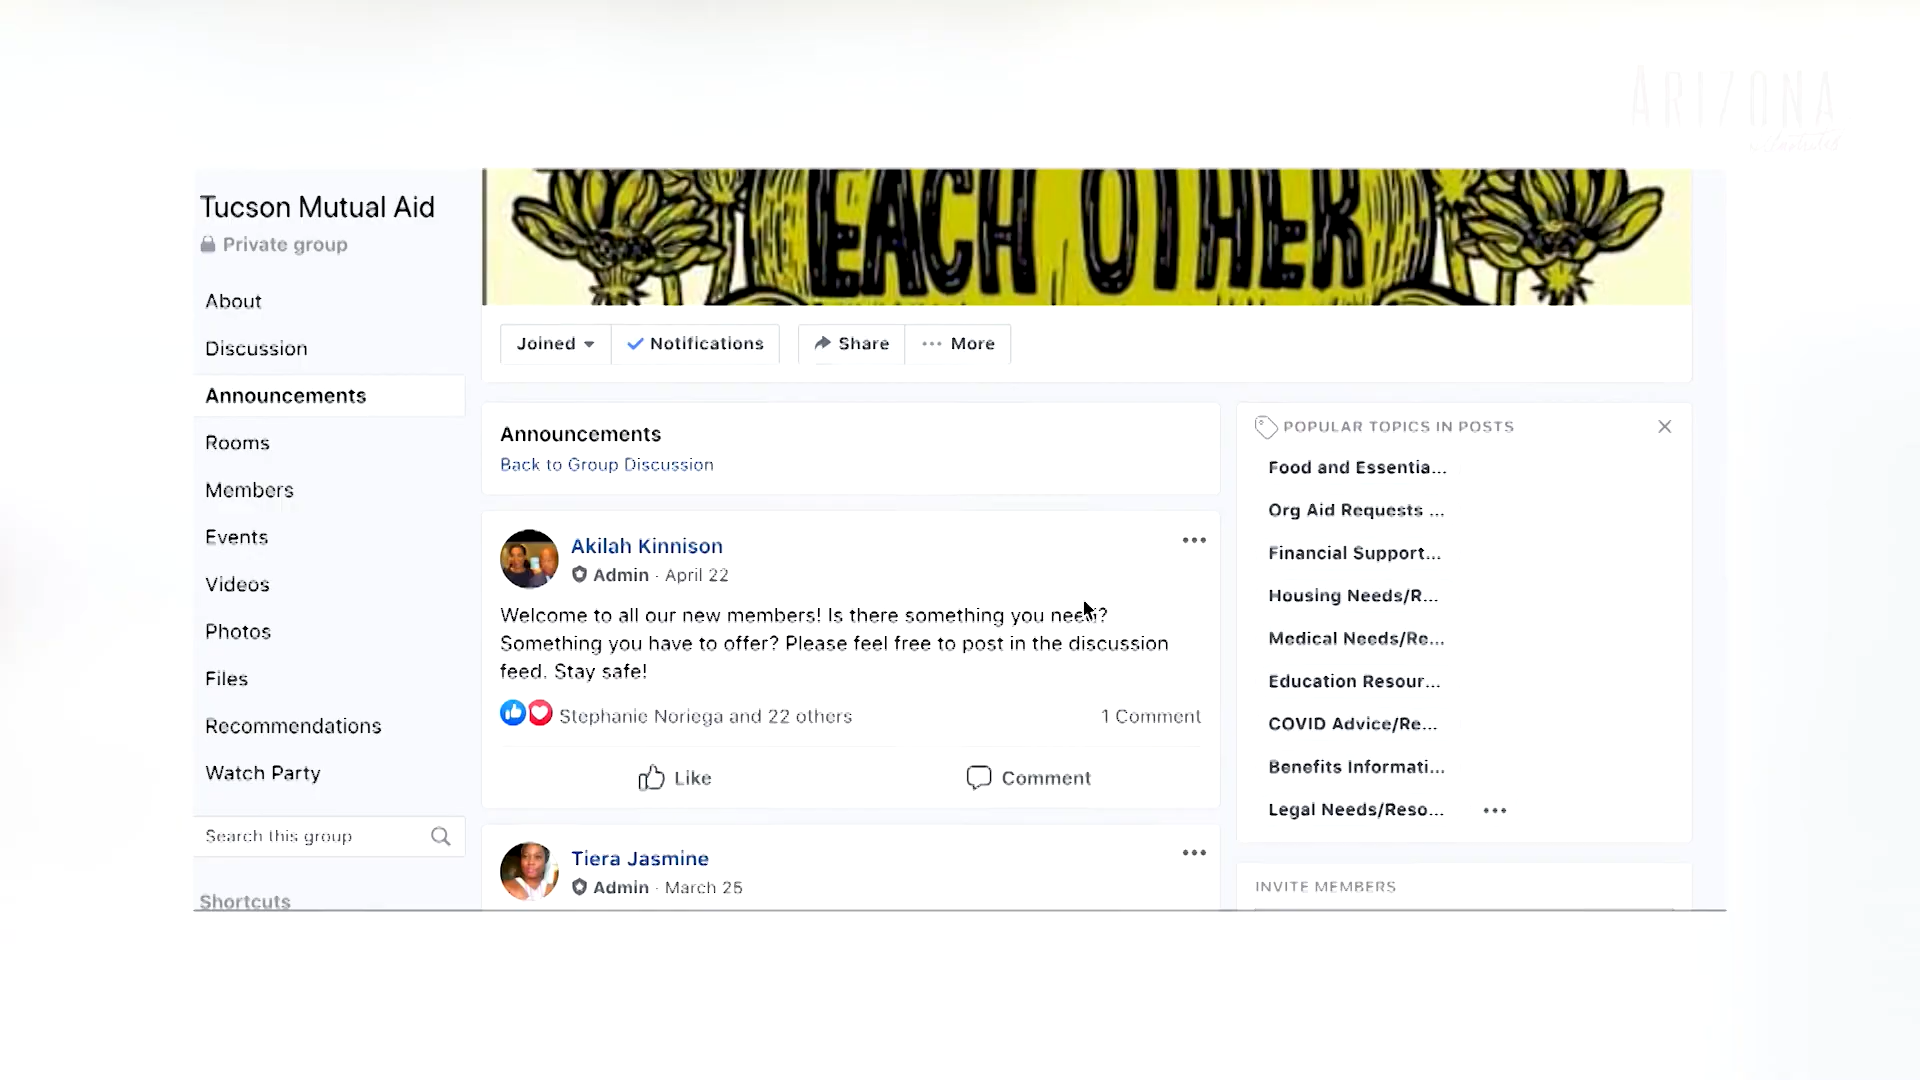 ARIZONA
Tucson Mutual Aid
Private group
About
Discussion
Announcements
Rooms
Members
Events
Videos
Photos
Files
Recommendations
Watch Party
Search this group
Shortcuts
EACH OTHER
Joined
Notifications
Share
More
Announcements
Back to Group Discussion
Akilah Kinnison
Admin · April 22
Welcome to all our new members! Is there something you need?
Something you have to offer? Please feel free to post in the discussion
feed. Stay safe!
Stephanie Noriega and 22 others
1 Comment
Like
Comment
Tiera Jasmine
Admin · March 25
POPULAR TOPICS IN POSTS
Food and Essentia...
Org Aid Requests ...
Financial Support...
Housing Needs/R...
Medical Needs/Re...
Education Resour...
COVID Advice/Re...
Benefits Informati...
Legal Needs/Reso...
INVITE MEMBERS